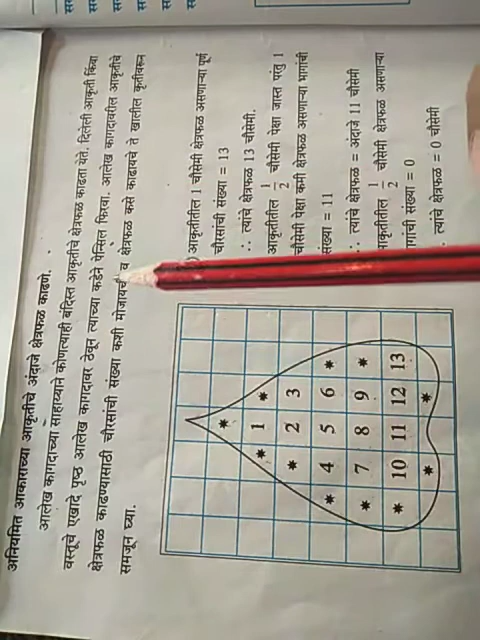 अनियमित आकाराच्या आकृतीचे अंदाजे क्षेत्रफळ काढणे.
आलेख कागदाच्या साहाय्याने कोणत्याही बंदिस्त आकृतीचे क्षेत्रफळ काढता येते. दिलेली आकृती किंवा
वस्तूचे एखादे पृष्ठ आलेख कागदावर ठेवून त्याच्या कडेने पेन्सिल फिरवा. आलेख कागदावरील आकृतीचे
क्षेत्रफळ काढण्यासाठी चौरसांची संख्या कशी मोजायची व क्षेत्रफळ कसे काढायचे ते खालील कृतीवरून
समजून घ्या.
आकृतीतील 1 चौसेमी क्षेत्रफळ असणाऱ्या पूर्ण
चौरसांची संख्या = 13
∴ त्यांचे क्षेत्रफळ 13 चौसेमी.
आकृतीतील 1/2 चौसेमी पेक्षा जास्त परंतु 1
चौसेमी पेक्षा कमी क्षेत्रफळ असणाऱ्या भागांची
संख्या = 11
∴ त्यांचे क्षेत्रफळ = अंदाजे 11 चौसेमी
आकृतीतील 1/2 चौसेमी क्षेत्रफळ असणाऱ्या
भागांची संख्या = 0
∴ त्यांचे क्षेत्रफळ = 0 चौसेमी
*
* 1 *
* 2 3
* 4 5 6 *
* 7 8 9 *
* 10 11 12 13
* *